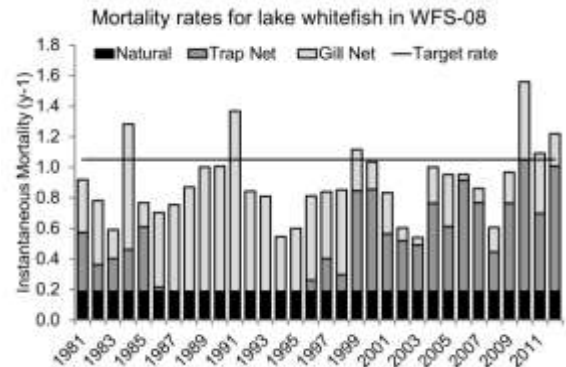 Mortality rates for lake whitefish in WFS-08
Instantaneous Mortality (y-1)
Natural Trap Net Gill Net Target rate
1.8
1.6
1.4
1.2
1.0
0.8
0.6
0.4
0.2
0.0
1981 1983 1985 1987 1989 1991 1993 1995 1997 1999 2001 2003 2005 2007 2009 2011